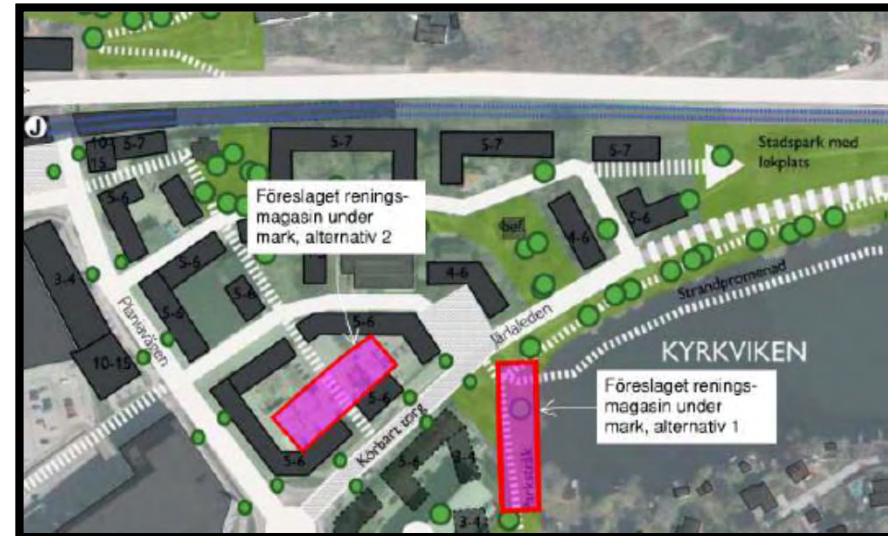 J
10-
15
5-7
5-7
5-7
5-7
Stadspark med
lekplats
Föreslaget renings-
magasin under
mark, alternativ 2
5-6
bef.
4-6
5-6
3-4
5-6
5-6
4-6
Strandpromenad
Planiavägen
5-6
5-6
Järlaleden
KYRKVIKEN
10-15
Föreslaget renings-
magasin under
mark, alternativ 1
Körbart torg
5-6
5-6
3-4
3-4